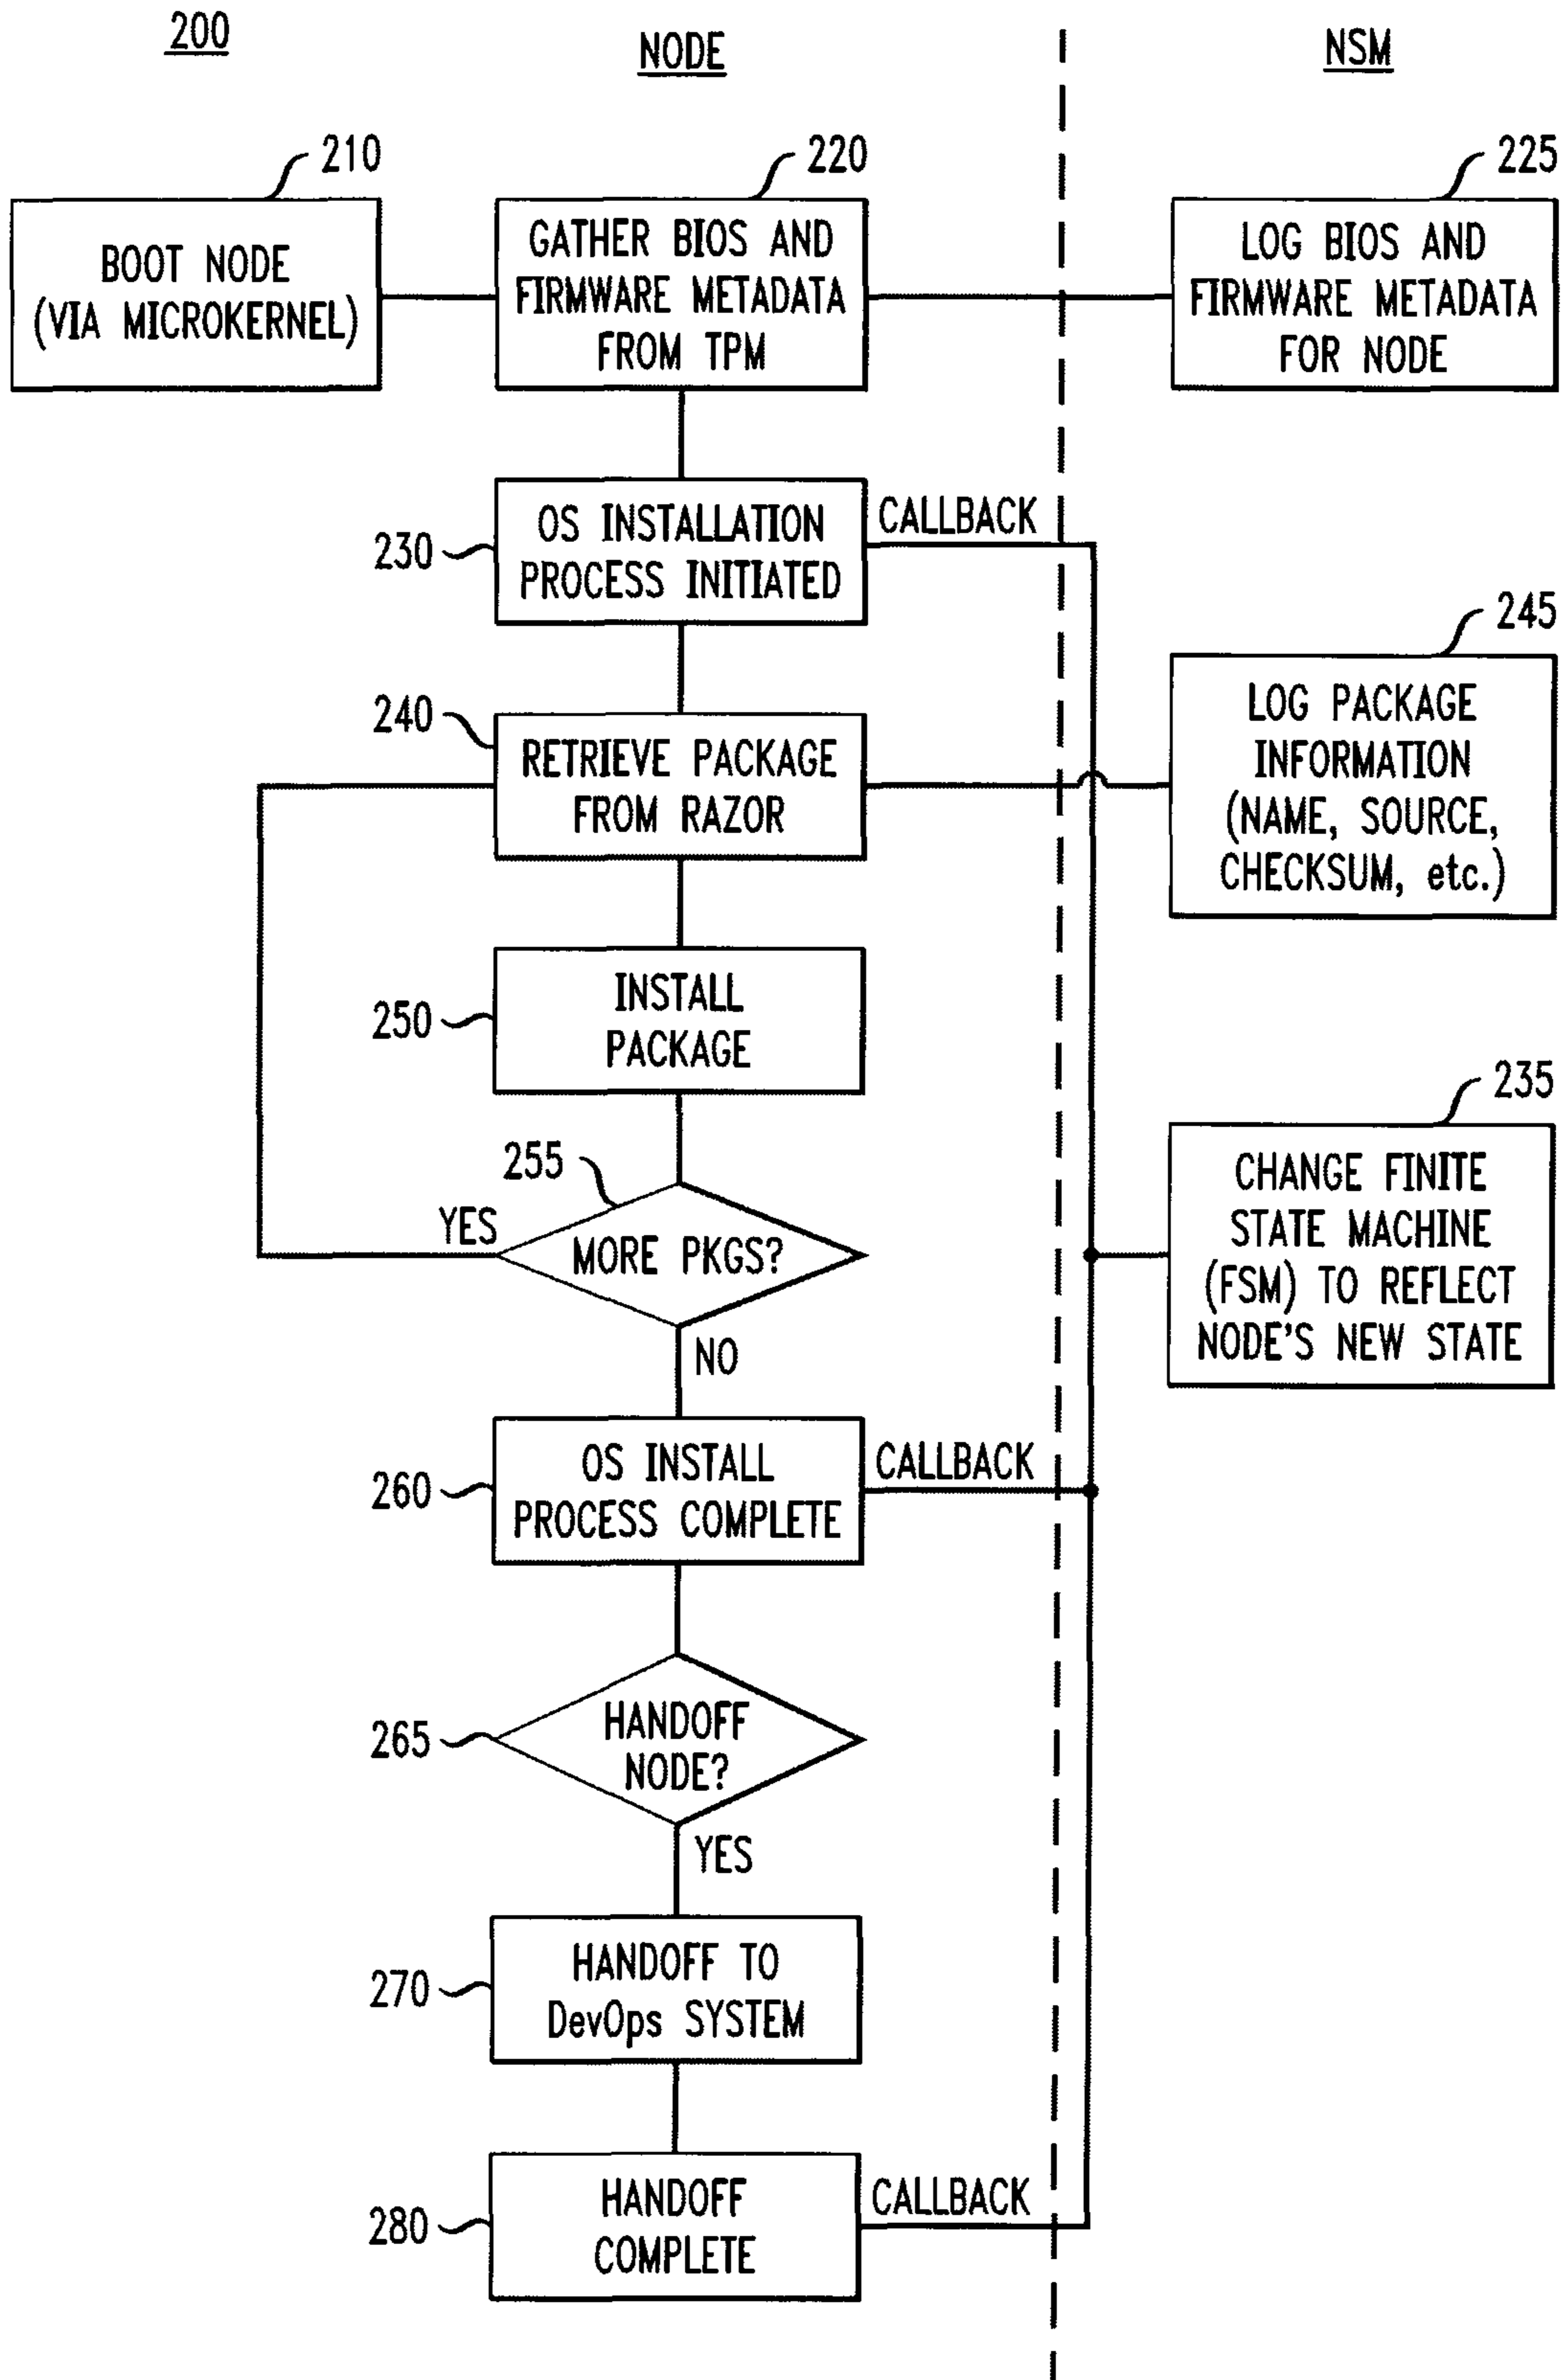 200
NODE
NSM
210
220
225
BOOT NODE
(VIA MICROKERNEL)
GATHER BIOS AND
FIRMWARE METADATA
FROM TPM
LOG BIOS AND
FIRMWARE METADATA
FOR NODE
230
OS INSTALLATION
PROCESS INITIATED
CALLBACK
240
RETRIEVE PACKAGE
FROM RAZOR
245
LOG PACKAGE
INFORMATION
(NAME, SOURCE,
CHECKSUM, etc.)
250
INSTALL
PACKAGE
235
CHANGE FINITE
STATE MACHINE
(FSM) TO REFLECT
NODE'S NEW STATE
255
YES
MORE PKGS?
NO
260
OS INSTALL
PROCESS COMPLETE
CALLBACK
265
HANDOFF
NODE?
YES
270
HANDOFF TO
DevOps SYSTEM
280
HANDOFF
COMPLETE
CALLBACK